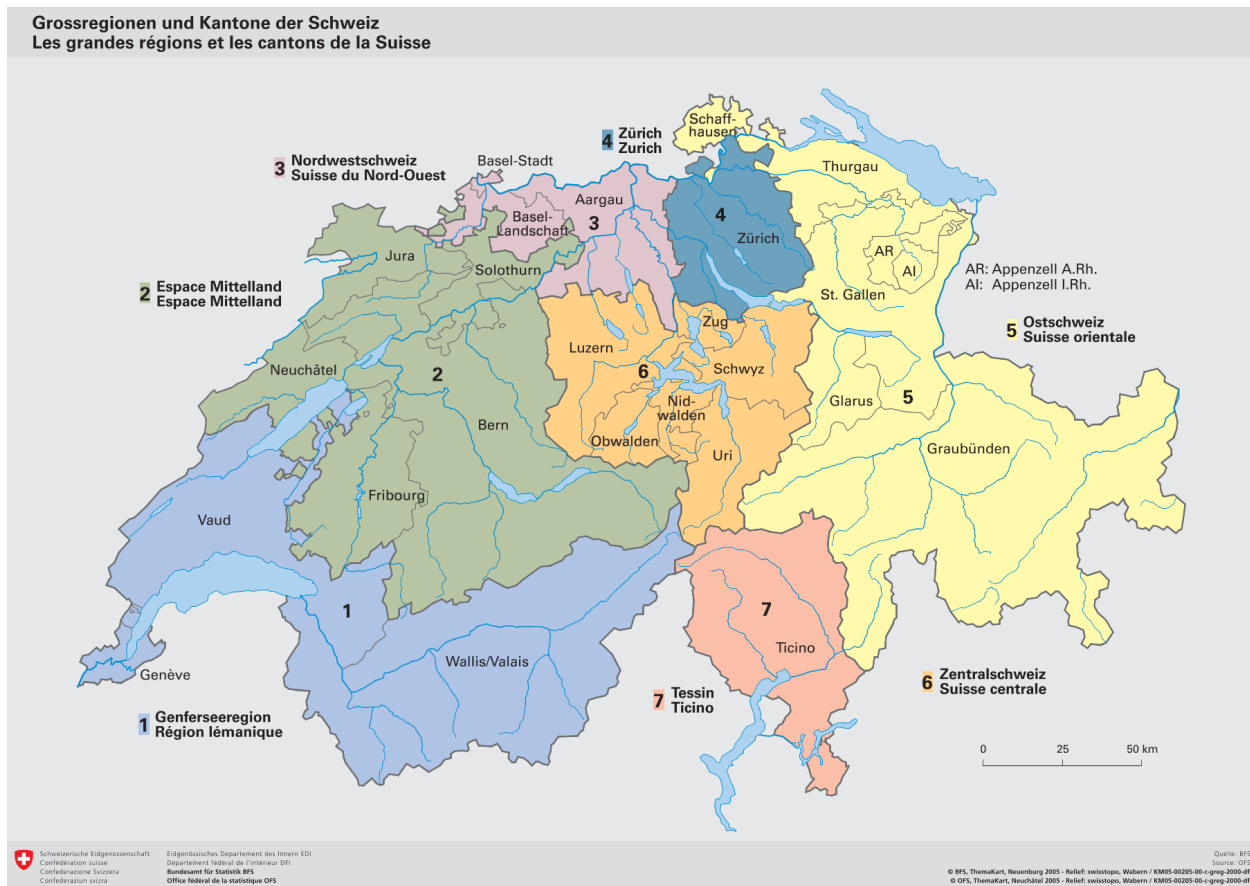 Grossregionen und Kantone der Schweiz
Les grandes régions et les cantons de la Suisse
Schaff-
hausen
4 Zürich
Zurich
3 Nordwestschweiz
Suisse du Nord-Ouest
Basel-Stadt
Thurgau
Aargau
3
4
Basel-
Landschaft
Zürich
Jura
AR
Solothurn
AI
AR: Appenzell A.Rh.
AI: Appenzell I.Rh.
2 Espace Mittelland
Espace Mittelland
St. Gallen
Zug
5 Ostschweiz
Suisse orientale
Luzern
Neuchâtel
2
6
Schwyz
Nid-
walden
Glarus
5
Bern
Obwalden
Uri
Graubünden
Fribourg
Vaud
1
7
Ticino
Wallis/Valais
Genève
6 Zentralschweiz
Suisse centrale
7 Tessin
Ticino
1 Genferseeregion
Région lémanique
0 25 50 km
Schweizerische Eidgenossenschaft
Confédération suisse
Confederazione Svizzera
Confederaziun svizra
Eidgenössisches Departement des Innern EDI
Département fédéral de l'intérieur DFI
Bundesamt für Statistik BFS
Office fédéral de la statistique OFS
Quelle: BFS
Source: OFS
© BFS, ThemaKart, Neuenburg 2005 - Relief: swisstopo, Wabern / KM05-00205-00-c-greg-2000-df
© OFS, ThemaKart, Neuchâtel 2005 - Relief: swisstopo, Wabern / KM05-00205-00-c-greg-2000-df